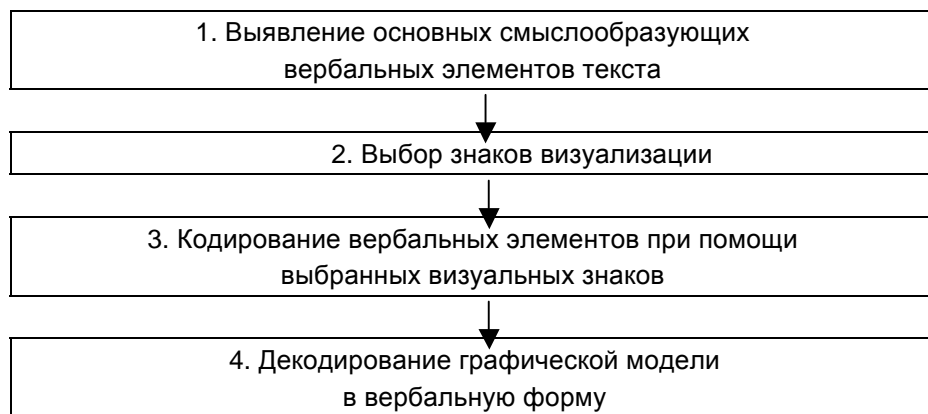 1. Выявление основных смыслообразующих
вербальных элементов текста
2. Выбор знаков визуализации
3. Кодирование вербальных элементов при помощи
выбранных визуальных знаков
4. Декодирование графической модели
в вербальную форму